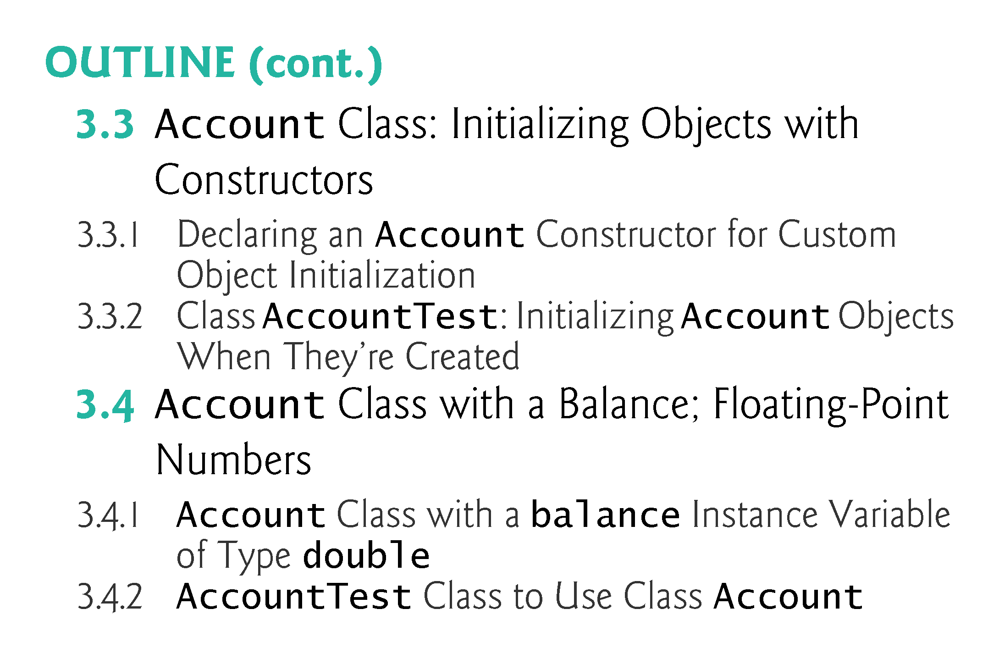 OUTLINE (cont.)
3.3 Account Class: Initializing Objects with
Constructors
3.3.1 Declaring an Account Constructor for Custom
Object Initialization
3.3.2 Class AccountTest: Initializing Account Objects
When They’re Created
3.4 Account Class with a Balance; Floating-Point
Numbers
3.4.1 Account Class with a balance Instance Variable
of Type double
3.4.2 AccountTest Class to Use Class Account